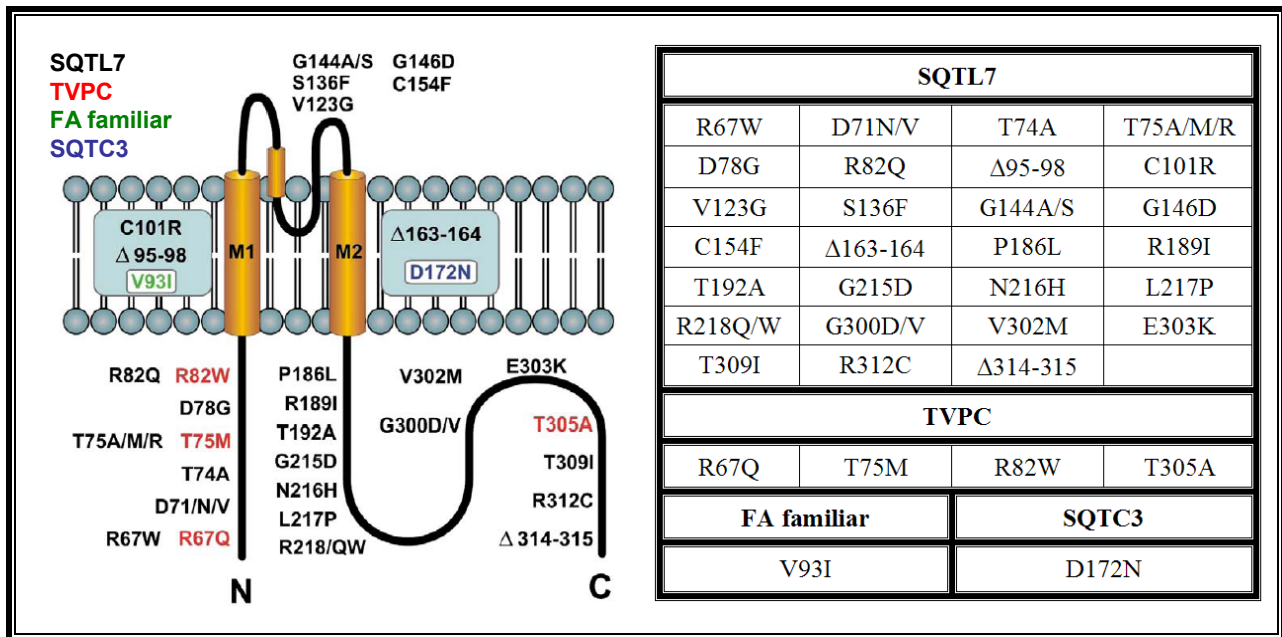 SQTL7
TVPC
FA familiar
SQTC3
G144A/S G146D
S136F C154F
V123G
C101R
Δ 95-98
V93I
M1
M2
Δ163-164
D172N
R82Q R82W
D78G
T75A/M/R T75M
T74A
D71/N/V
R67W R67Q
N
P186L
R189I
T192A
G215D
N216H
L217P
R218/QW
V302M
G300D/V
E303K
T305A
T309I
R312C
Δ 314-315
C
SQTL7
R67W D71N/V T74A T75A/M/R
D78G R82Q Δ95-98 C101R
V123G S136F G144A/S G146D
C154F Δ163-164 P186L R189I
T192A G215D N216H L217P
R218Q/W G300D/V V302M E303K
T309I R312C Δ314-315
TVPC
R67Q T75M R82W T305A
FA familiar SQTC3
V93I D172N